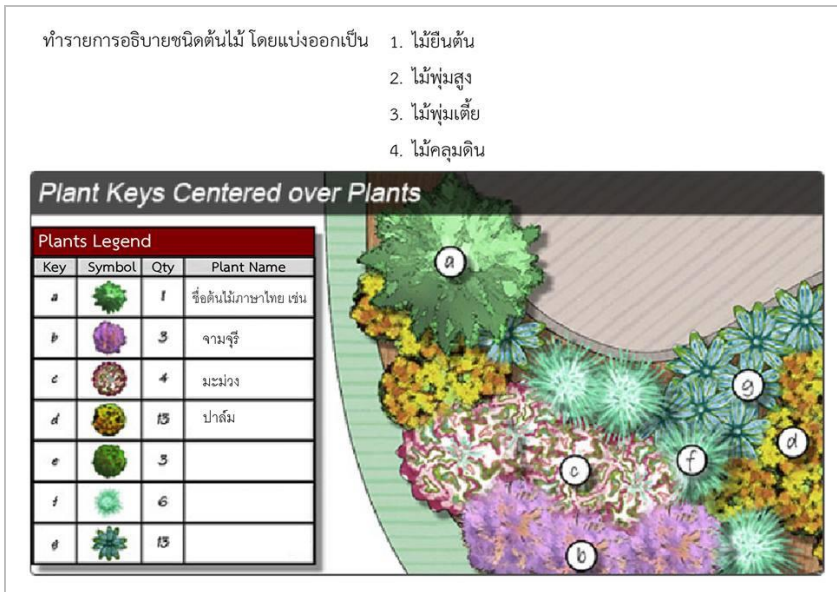 ทำรายการอธิบายชนิดต้นไม้ โดยแบ่งออกเป็น 1. ไม้ยืนต้น
2. ไม้พุ่มสูง
3. ไม้พุ่มเตี้ย
4. ไม้คลุมดิน
Plant Keys Centered over Plants
Plants Legend
Key Symbol Qty Plant Name
a 1 ชื่อต้นไม้ภาษาไทย เช่น
b 3 จามจุรี
c 4 มะม่วง
d 13 ปาล์ม
e 3
f 6
g 13
a
g
d
f
c
b